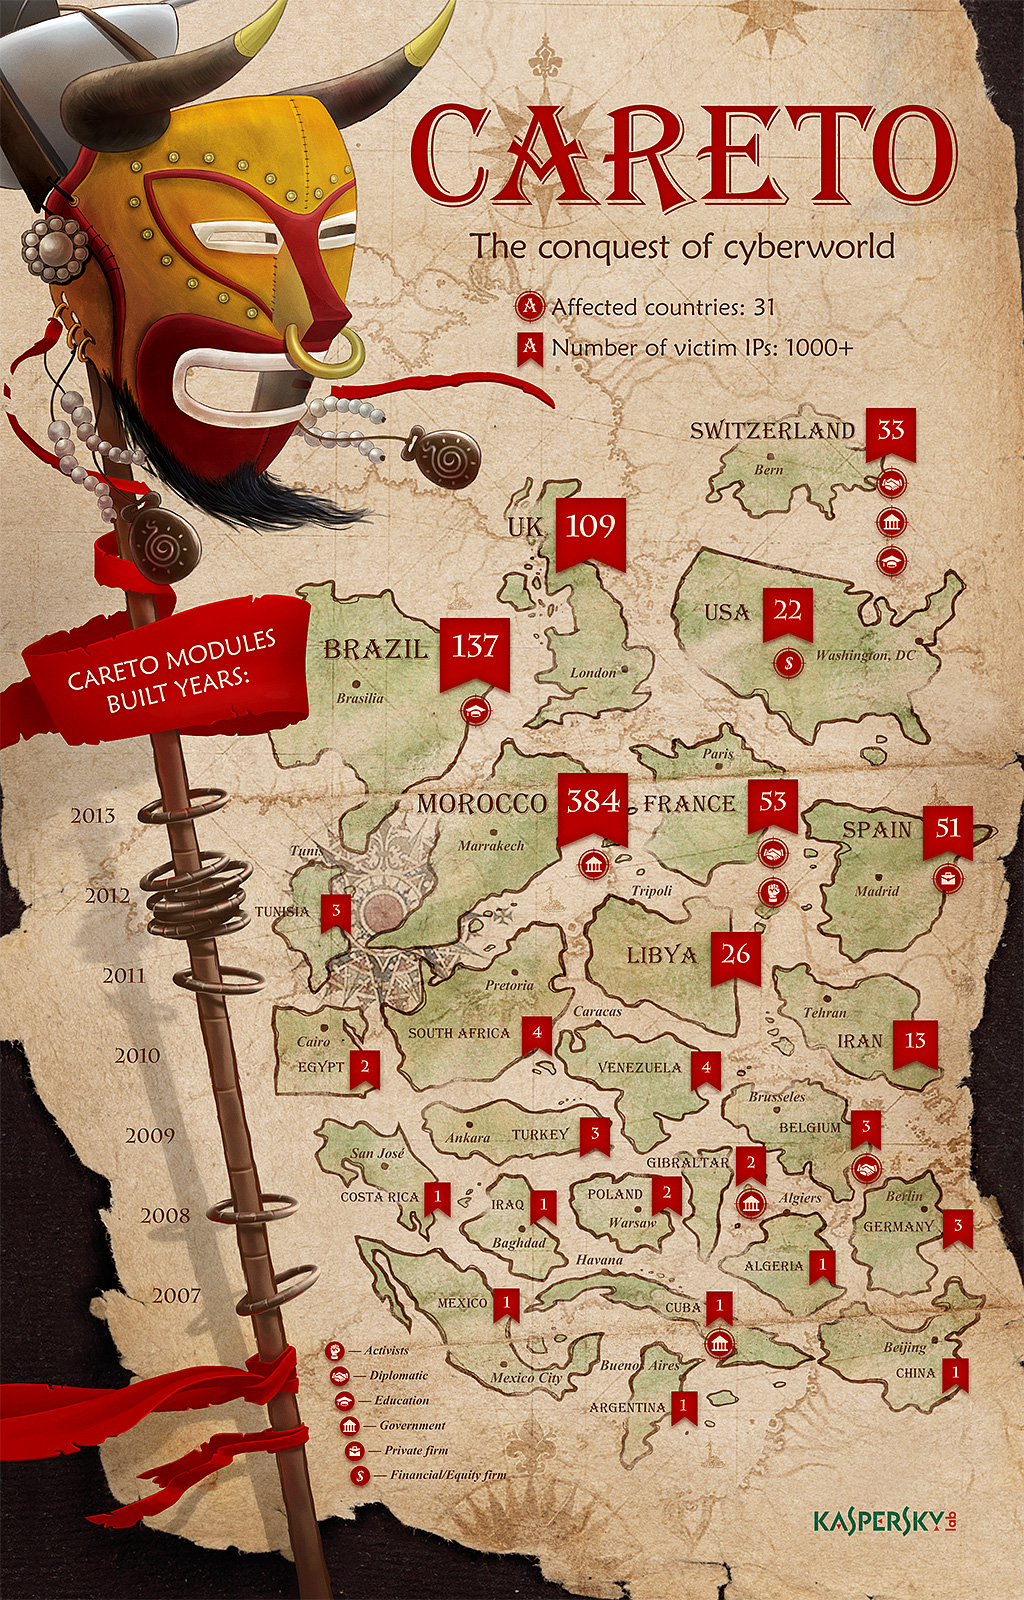 CARETO
The conquest of cyberworld
A Affected countries: 31
A Number of victim IPs: 1000+
SWITZERLAND 33
Bern
UK 109
London
USA 22
$
Washington, DC
BRAZIL 137
Brasilia
CARETO MODULES
BUILT YEARS:
2013
2012
2011
2010
2009
2008
2007
MOROCCO 384
Marrakech
Paris
FRANCE 53
SPAIN 51
Madrid
Tunis
TUNISIA 3
Tripoli
LIBYA 26
Pretoria
SOUTH AFRICA 4
Tehran
IRAN 13
Cairo
EGYPT 2
Caracas
VENEZUELA 4
Brusseles
BELGIUM 3
Ankara TURKEY 3
San José
COSTA RICA 1
IRAQ 1
Baghdad
POLAND 2
Warsaw
GIBRALTAR 2
Algiers
ALGERIA 1
Berlin
GERMANY 3
MEXICO 1
Mexico City
Havana
CUBA 1
Buenos Aires
ARGENTINA 1
Beijing
CHINA 1
— Activists
— Diplomatic
— Education
— Government
— Private firm
$ — Financial/Equity firm
KASPERSKY lab